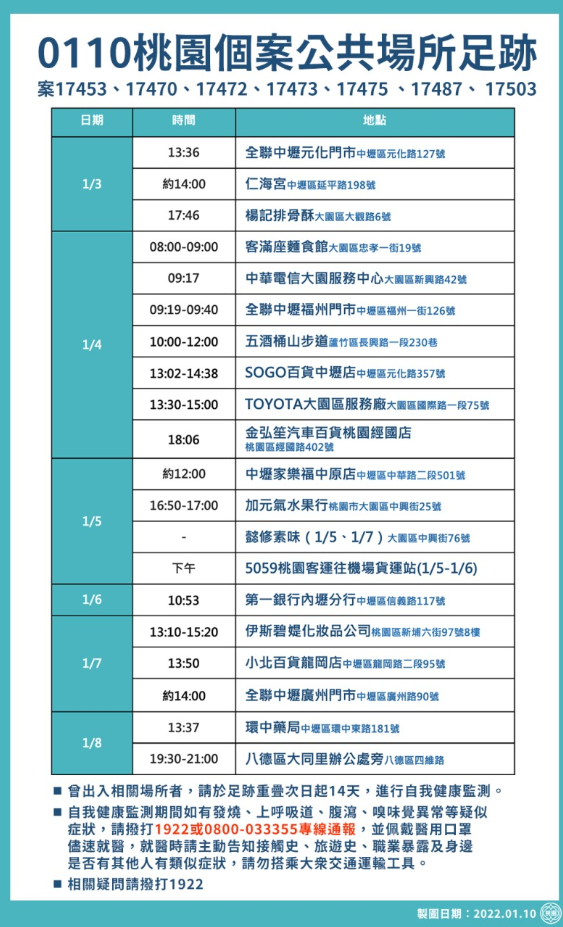 0110桃園個案公共場所足跡
案17453、17470、17472、17473、17475 、17487、 17503
日期 時間 地點
1/3
13:36 全聯中壢元化門市中壢區元化路127號
約14:00 仁海宮中壢區延平路198號
17:46 楊記排骨酥大園區大觀路6號
1/4
08:00-09:00 客滿座麵食館大園區忠孝一街19號
09:17 中華電信大園服務中心大園區新興路42號
09:19-09:40 全聯中壢福州門市中壢區福州一街126號
10:00-12:00 五酒桶山步道蘆竹區長興路一段230巷
13:02-14:38 SOGO百貨中壢店中壢區元化路357號
13:30-15:00 TOYOTA大園區服務廠大園區國際路一段75號
18:06 金弘笙汽車百貨桃園經國店
桃園區經國路402號
1/5
約12:00 中壢家樂福中原店中壢區中華路二段501號
16:50-17:00 加元氣水果行桃園市大園區中興街25號
- 懿修素味（1/5、1/7）大園區中興街76號
下午 5059桃園客運往機場貨運站(1/5-1/6)
1/6 10:53 第一銀行內壢分行中壢區信義路117號
1/7
13:10-15:20 伊斯碧媞化妝品公司桃園區新埔六街97號8樓
13:50 小北百貨龍岡店中壢區龍岡路二段95號
約14:00 全聯中壢廣州門市中壢區廣州路90號
1/8
13:37 環中藥局中壢區環中東路181號
19:30-21:00 八德區大同里辦公處旁八德區四維路
■ 曾出入相關場所者，請於足跡重疊次日起14天，進行自我健康監測。
■ 自我健康監測期間如有發燒、上呼吸道、腹瀉、嗅味覺異常等疑似
症狀，請撥打1922或0800-033355專線通報，並佩戴醫用口罩
儘速就醫，就醫時請主動告知接觸史、旅遊史、職業暴露及身邊
是否有其他人有類似症狀，請勿搭乘大眾交通運輸工具。
■ 相關疑問請撥打1922
製圖日期：2022.01.10